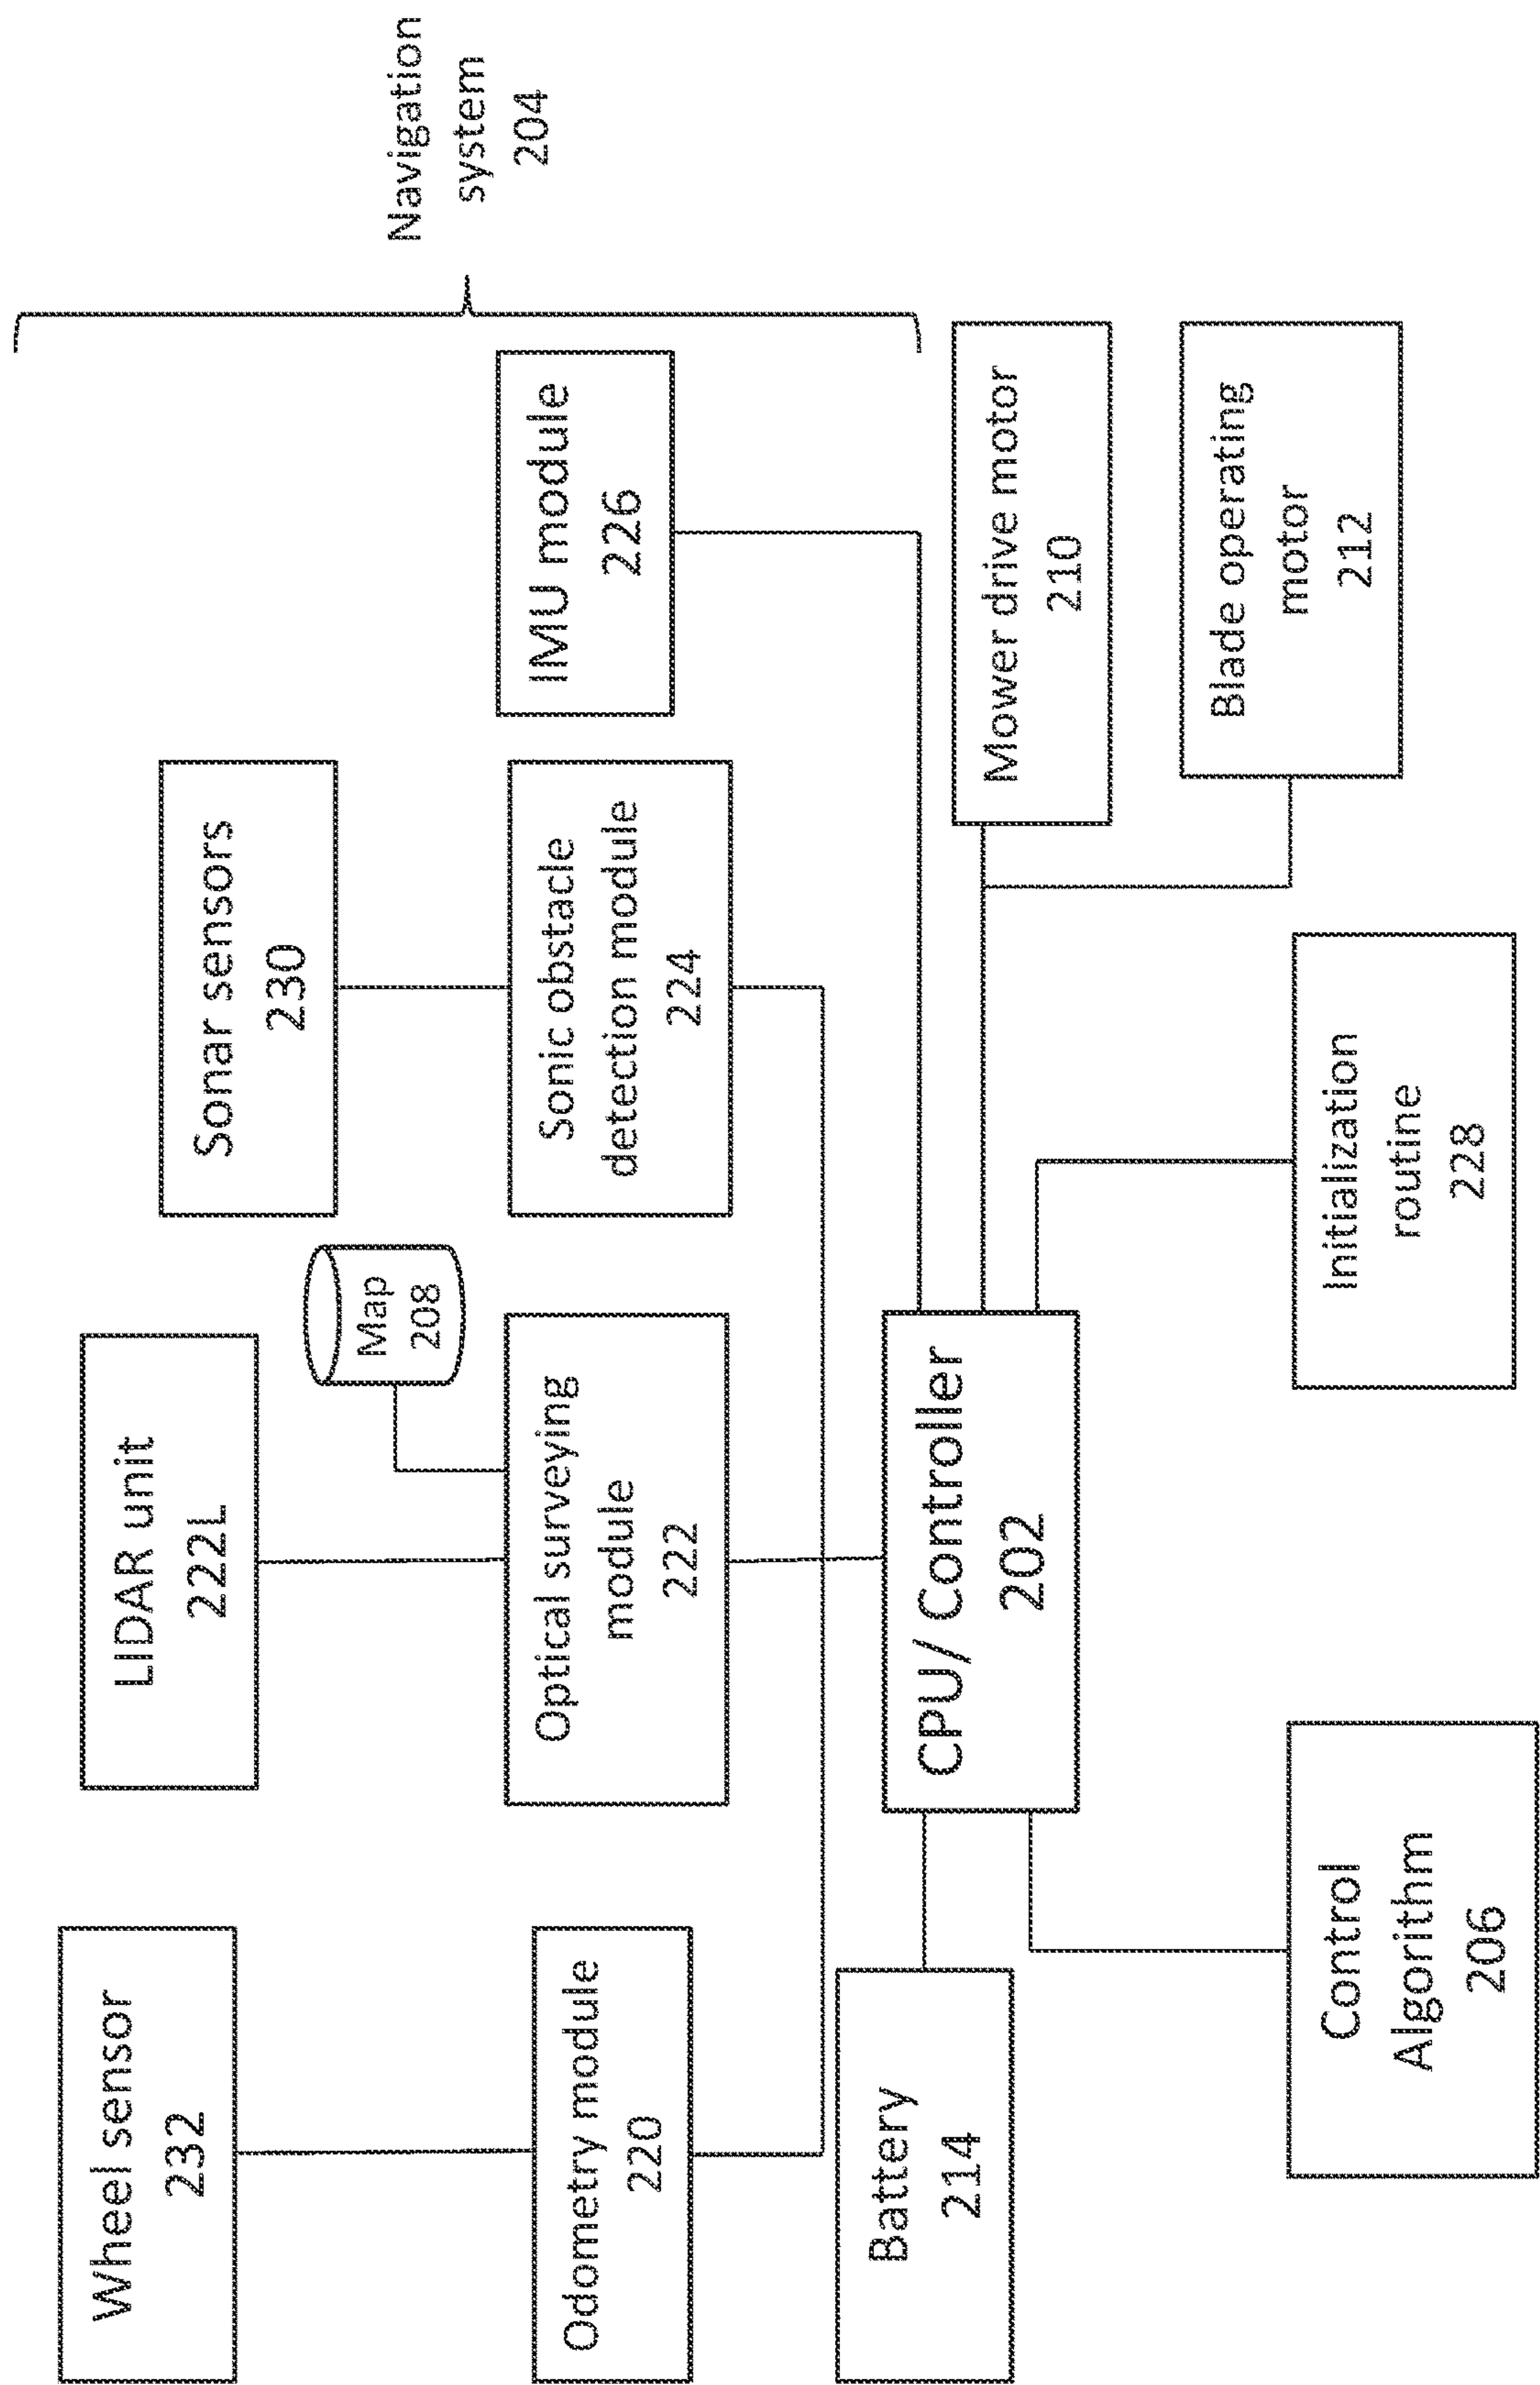 Wheel sensor
232
LIDAR unit
222L
Sonar sensors
230
Map
208
Navigation
system
204
Odometry module
220
Optical surveying
module
222
Sonic obstacle
detection module
224
IMU module
226
Battery
214
CPU/ Controller
202
Mower drive motor
210
Blade operating
motor
212
Control
Algorithm
206
Initialization
routine
228